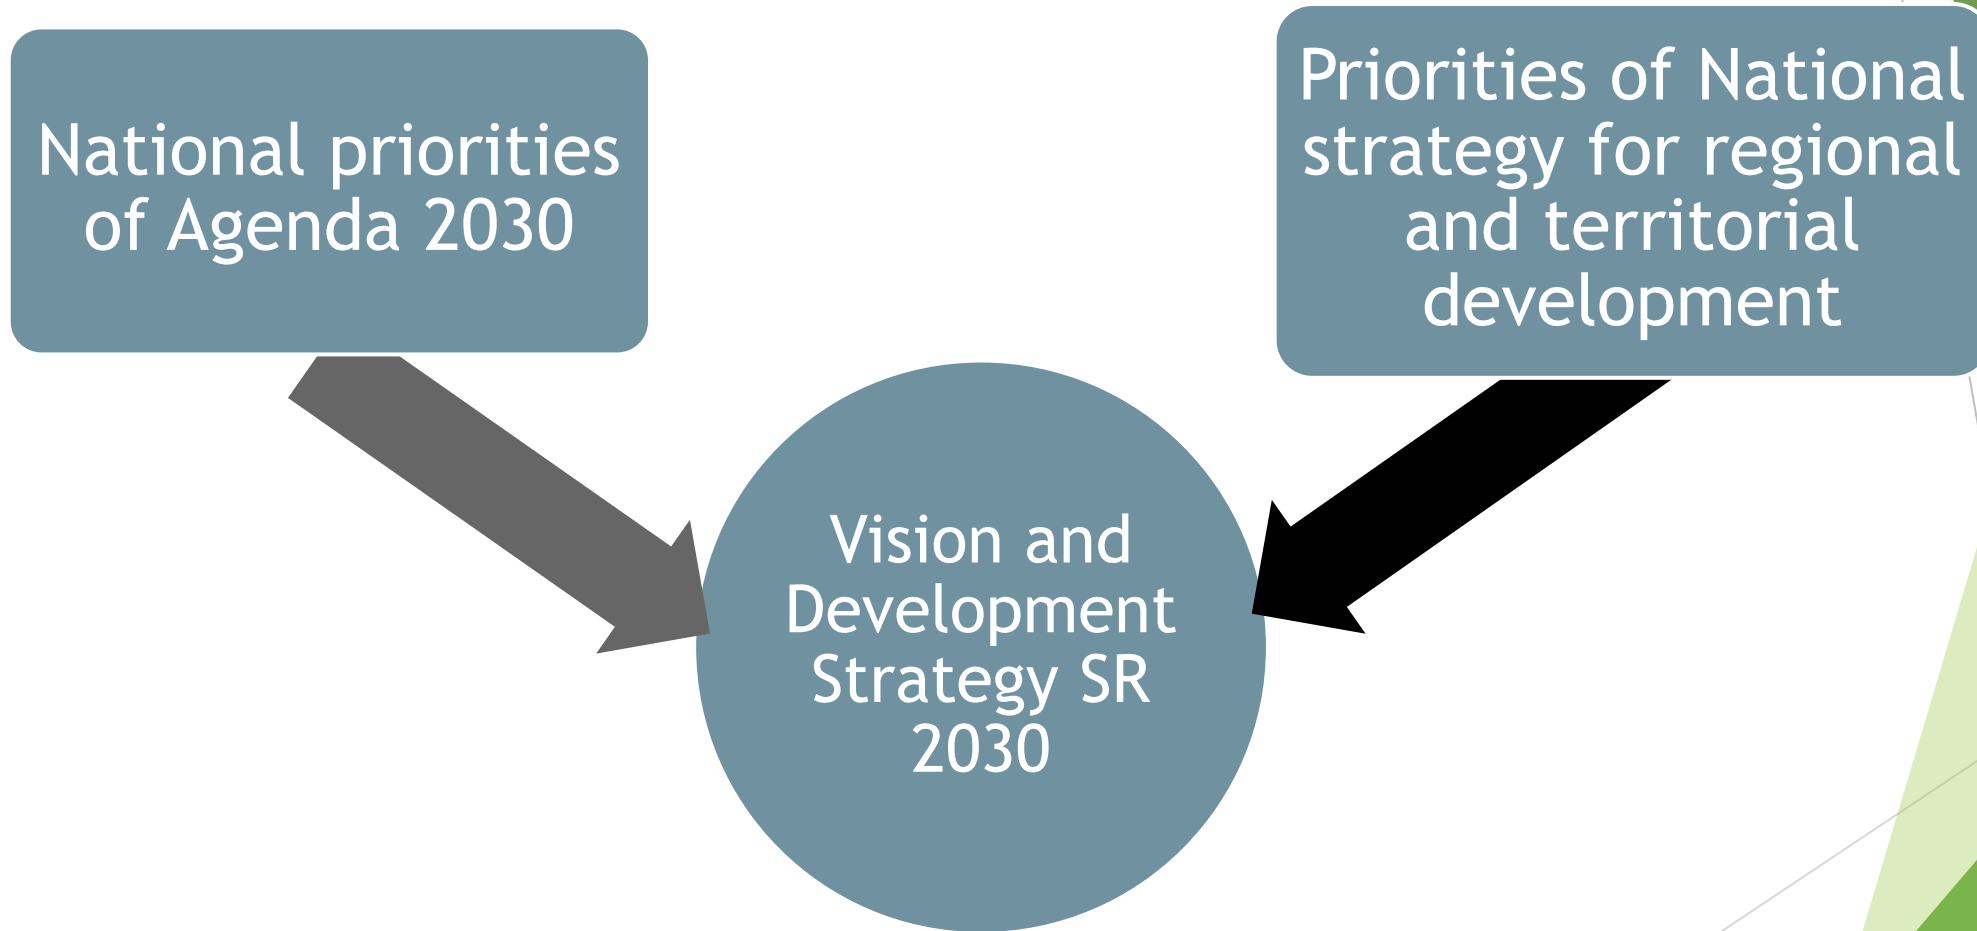 National priorities
of Agenda 2030
Priorities of National
strategy for regional
and territorial
development
Vision and
Development
Strategy SR
2030